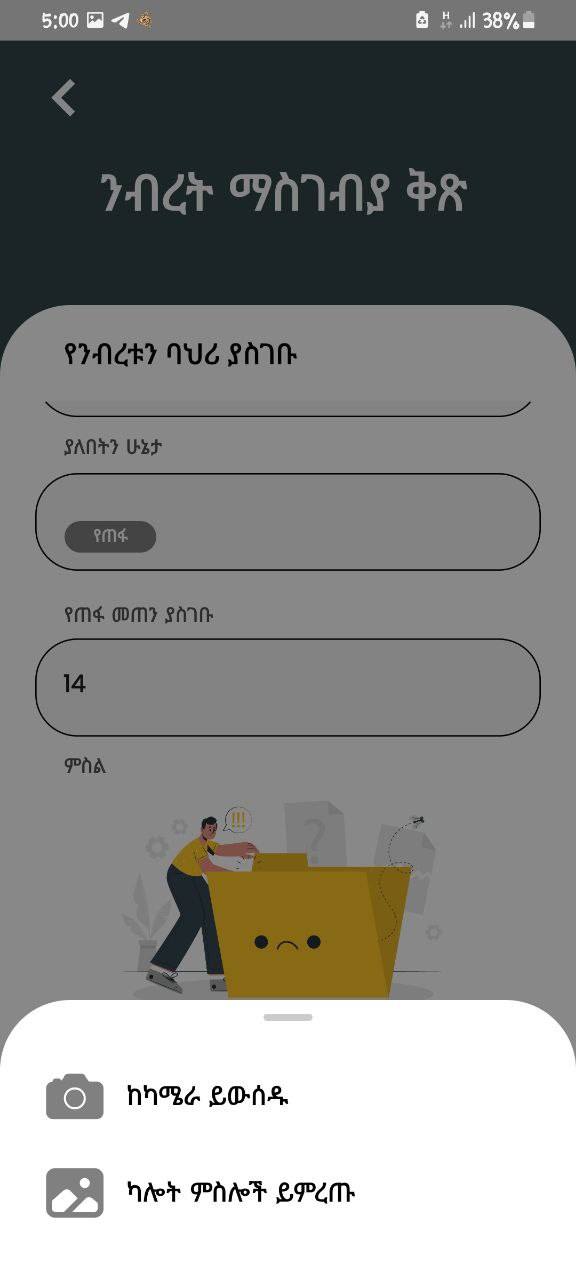 5:00 H 38%
ንብረት ማስገብያ ቅጽ
የንብረቱን ባህሪ ያስገቡ
ያለበትን ሁኔታ
የጠፋ
የጠፋ መጠን ያስገቡ
14
ምስል
!!!
?
ከካሜራ ይውሰዱ
ካሎት ምስሎች ይምረጡ